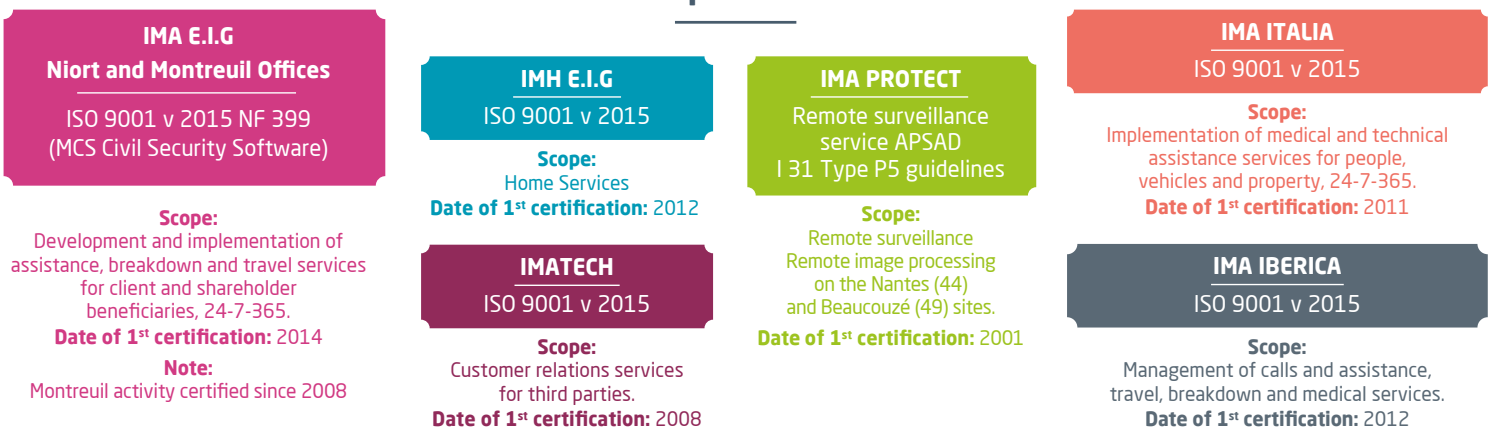 IMA E.I.G
Niort and Montreuil Offices
ISO 9001 v 2015 NF 399
(MCS Civil Security Software)
Scope:
Development and implementation of
assistance, breakdown and travel services
for client and shareholder
beneficiaries, 24-7-365.
Date of 1st certification: 2014
Note:
Montreuil activity certified since 2008
IMH E.I.G
ISO 9001 v 2015
Scope:
Home Services
Date of 1st certification: 2012
IMATECH
ISO 9001 v 2015
Scope:
Customer relations services
for third parties.
Date of 1st certification: 2008
IMA PROTECT
Remote surveillance
service APSAD
I 31 Type P5 guidelines
Scope:
Remote surveillance
Remote image processing
on the Nantes (44)
and Beaucouzé (49) sites.
Date of 1st certification: 2001
IMA ITALIA
ISO 9001 v 2015
Scope:
Implementation of medical and technical
assistance services for people,
vehicles and property, 24-7-365.
Date of 1st certification: 2011
IMA IBERICA
ISO 9001 v 2015
Scope:
Management of calls and assistance,
travel, breakdown and medical services.
Date of 1st certification: 2012